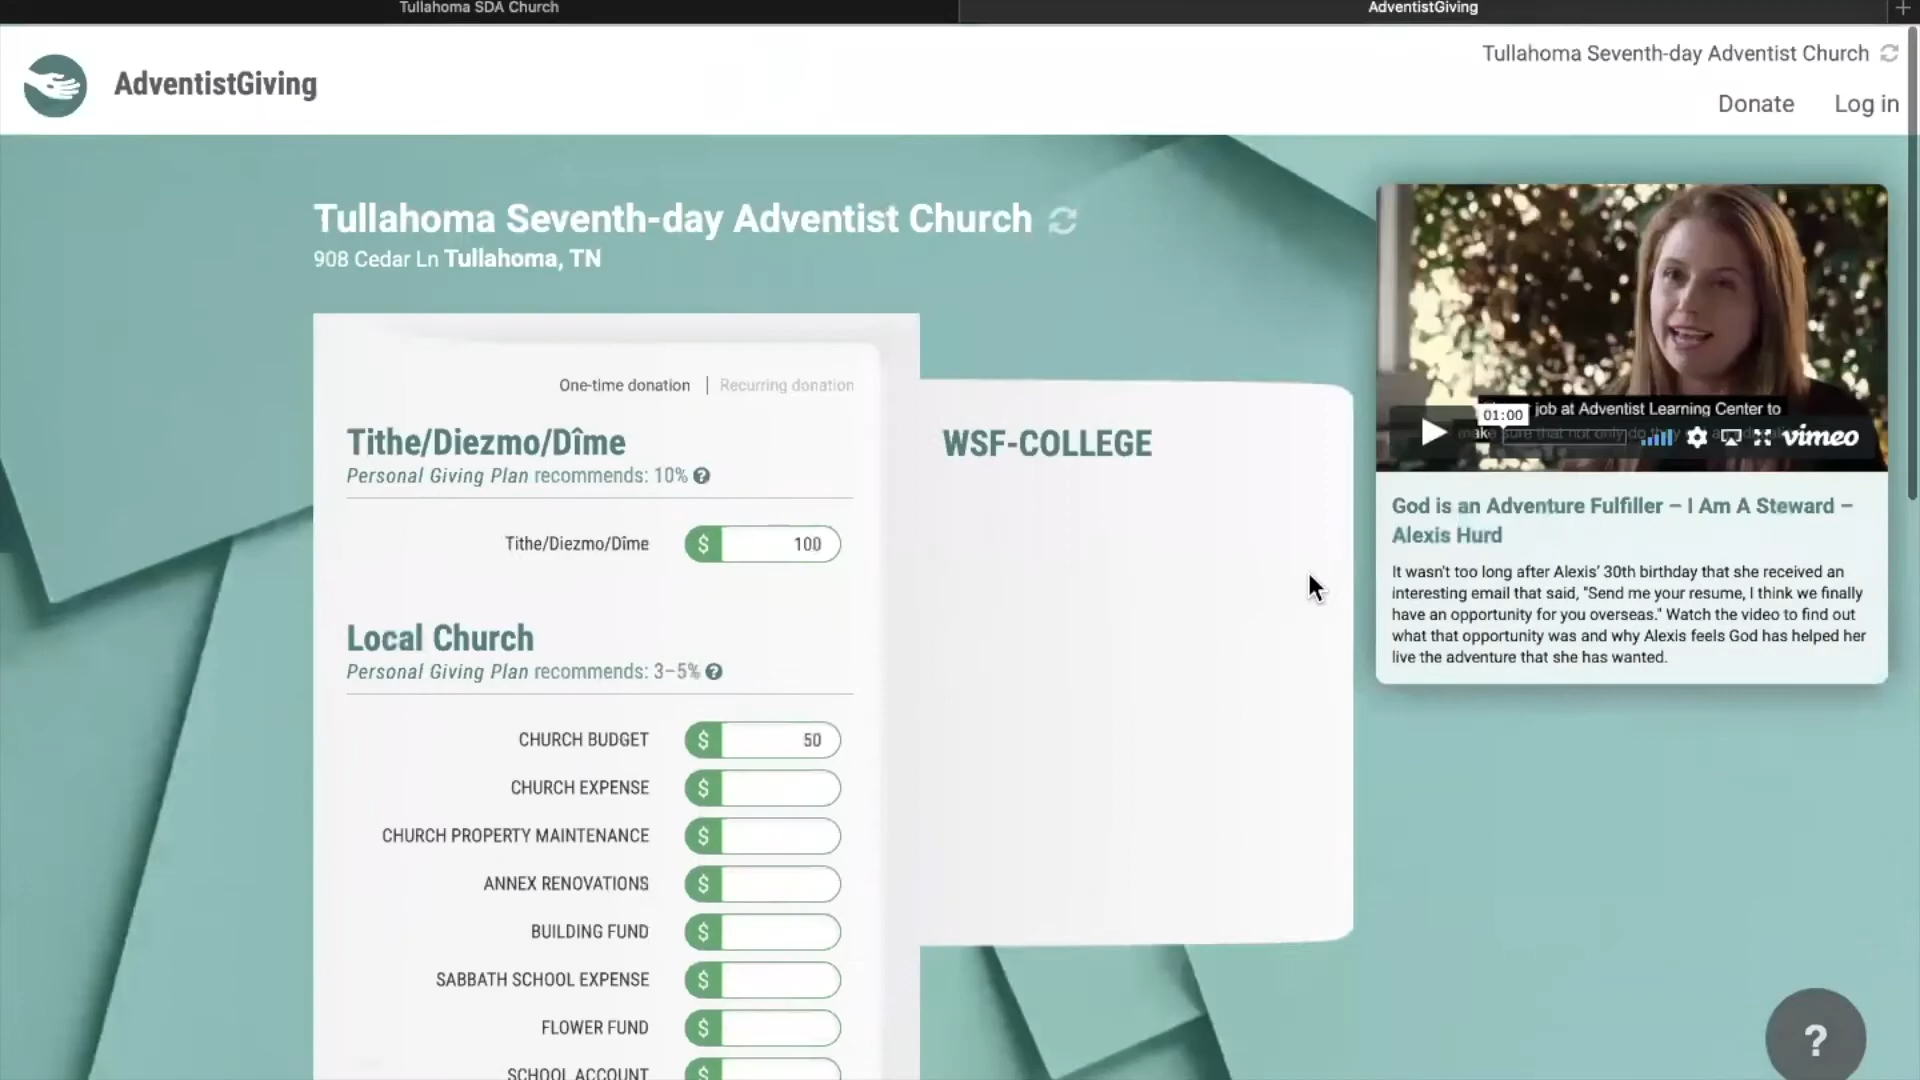 Tullahoma SDA Church
AdventistGiving
AdventistGiving
Tullahoma Seventh-day Adventist Church
Donate
Log in
Tullahoma Seventh-day Adventist Church
908 Cedar Ln Tullahoma, TN
One-time donation | Recurring donation
Tithe/Diezmo/Dîme
Personal Giving Plan recommends: 10% ?
Tithe/Diezmo/Dîme $ 100
Local Church
Personal Giving Plan recommends: 3–5% ?
CHURCH BUDGET $ 50
CHURCH EXPENSE $
CHURCH PROPERTY MAINTENANCE $
ANNEX RENOVATIONS $
BUILDING FUND $
SABBATH SCHOOL EXPENSE $
FLOWER FUND $
SCHOOL ACCOUNT $
WSF-COLLEGE
job at Adventist Learning Center to
01:00
make sure that not only do they
vimeo
God is an Adventure Fulfiller – I Am A Steward –
Alexis Hurd
It wasn't too long after Alexis' 30th birthday that she received an
interesting email that said, "Send me your resume, I think we finally
have an opportunity for you overseas." Watch the video to find out
what that opportunity was and why Alexis feels God has helped her
live the adventure that she has wanted.
?